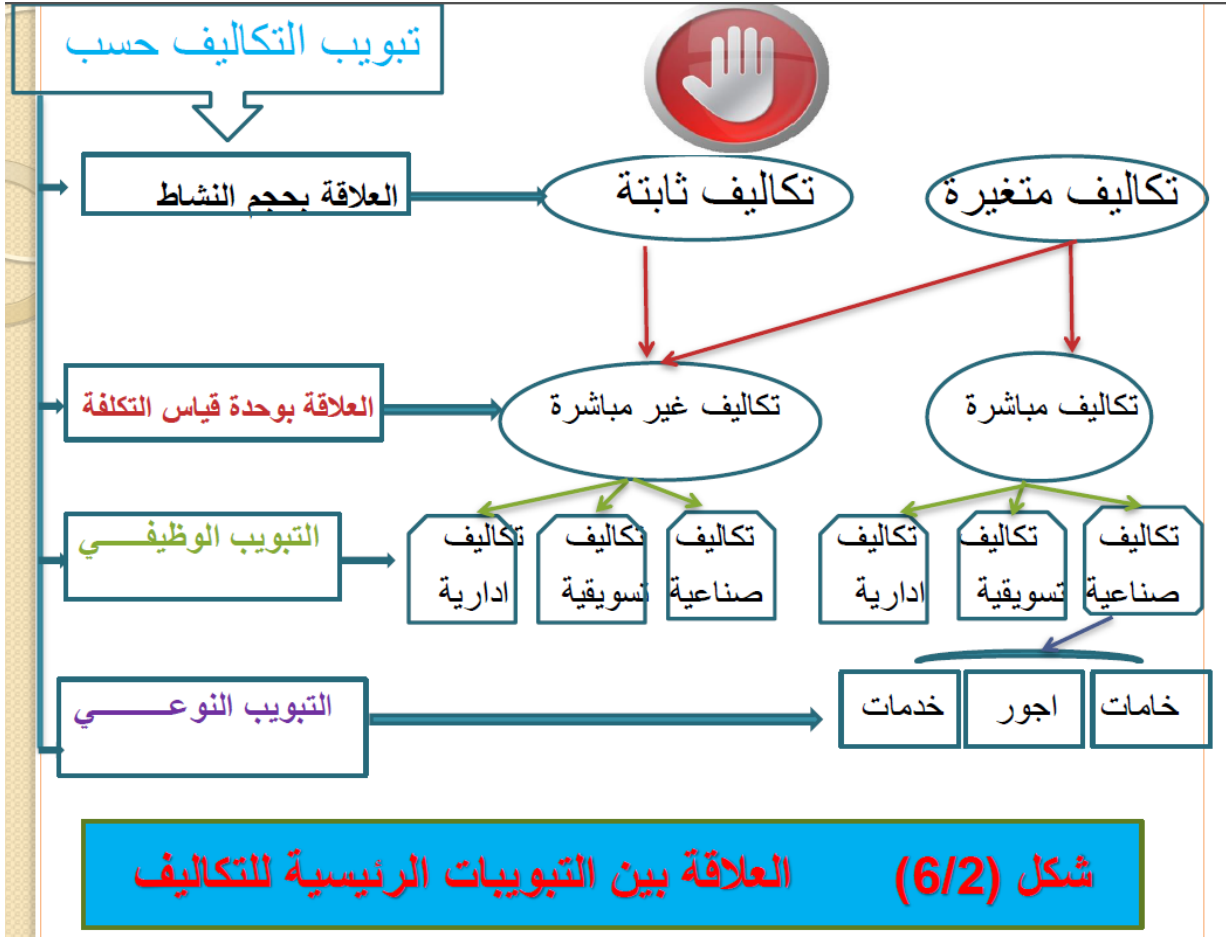 تبويب التكاليف حسب
العلاقة بحجم النشاط
تكاليف ثابتة
تكاليف متغيرة
العلاقة بوحدة قياس التكلفة
تكاليف غير مباشرة
تكاليف مباشرة
التبويب الوظيفـــــي
تكاليف
صناعية
تكاليف
تسويقية
تكاليف
ادارية
تكاليف
صناعية
تكاليف
تسويقية
تكاليف
ادارية
التبويب النوعـــــــي
خامات
اجور
خدمات
شكل (6/2) العلاقة بين التبويبات الرئيسية للتكاليف